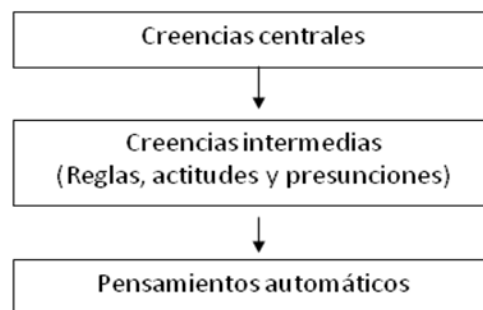 Creencias centrales
Creencias intermedias
(Reglas, actitudes y presunciones)
Pensamientos automáticos